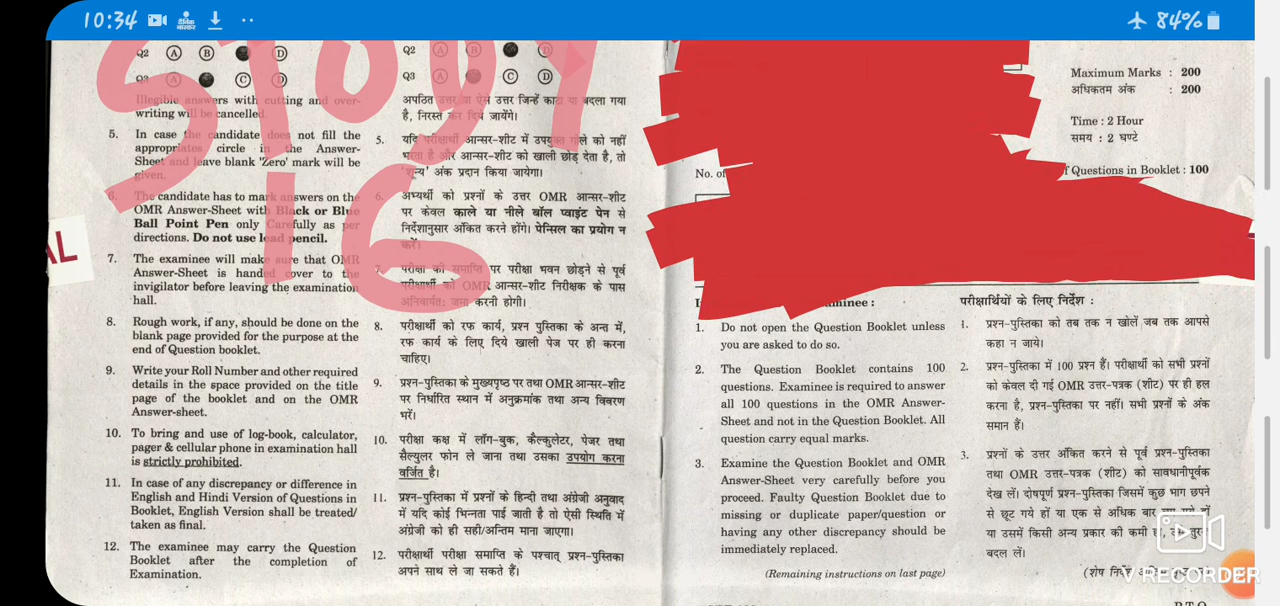 10:34
84%
Q2 A B D
Q3 A C D
Illegible answers with cutting and over-
writing will be cancelled.
5. In case the candidate does not fill the
appropriate circle in the Answer-
Sheet and leave blank 'Zero' mark will be
given.
6. The candidate has to mark answers on the
OMR Answer-Sheet with Black or Blue
Ball Point Pen only Carefully as per
directions. Do not use lead pencil.
7. The examinee will make sure that OMR
Answer-Sheet is handed over to the
invigilator before leaving the examination
hall.
8. Rough work, if any, should be done on the
blank page provided for the purpose at the
end of Question booklet.
9. Write your Roll Number and other required
details in the space provided on the title
page of the booklet and on the OMR
Answer-sheet.
10. To bring and use of log-book, calculator,
pager & cellular phone in examination hall
is strictly prohibited.
11. In case of any discrepancy or difference in
English and Hindi Version of Questions in
Booklet, English Version shall be treated/
taken as final.
12. The examinee may carry the Question
Booklet after the completion of
Examination.
Q2 A B D
Q3 A C D
अपठित उत्तर या ऐसे उत्तर जिन्हें काटा या बदला गया
है, निरस्त कर दिये जायेंगे।
5. यदि परीक्षार्थी आन्सर-शीट में उपयुक्त गोले को नहीं
भरता है और आन्सर-शीट को खाली छोड़ देता है, तो
'शून्य' अंक प्रदान किया जायेगा।
6. अभ्यर्थी को प्रश्नों के उत्तर OMR आन्सर-शीट
पर केवल काले या नीले बॉल प्वाइंट पेन से
निर्देशानुसार अंकित करने होंगे। पेन्सिल का प्रयोग न
करें।
7. परीक्षा की समाप्ति पर परीक्षा भवन छोड़ने से पूर्व
परीक्षार्थी को OMR आन्सर-शीट निरीक्षक के पास
अनिवार्यतः जमा करनी होगी।
8. परीक्षार्थी को रफ कार्य, प्रश्न पुस्तिका के अन्त में,
रफ कार्य के लिए दिये खाली पेज पर ही करना
चाहिए।
9. प्रश्न-पुस्तिका के मुख्यपृष्ठ पर तथा OMR आन्सर-शीट
पर निर्धारित स्थान में अनुक्रमांक तथा अन्य विवरण
भरें।
10. परीक्षा कक्ष में लॉग-बुक, कैल्कुलेटर, पेजर तथा
सैल्युलर फोन ले जाना तथा उसका उपयोग करना
वर्जित है।
11. प्रश्न-पुस्तिका में प्रश्नों के हिन्दी तथा अंग्रेजी अनुवाद
में यदि कोई भिन्नता पाई जाती है तो ऐसी स्थिति में
अंग्रेजी को ही सही/अन्तिम माना जाएगा।
12. परीक्षार्थी परीक्षा समाप्ति के पश्चात् प्रश्न-पुस्तिका
अपने साथ ले जा सकते हैं।
STUDY
16
AL
Maximum Marks : 200
अधिकतम अंक : 200
Time : 2 Hour
समय : 2 घण्टे
No. of
f Questions in Booklet : 100
aminee :
1. Do not open the Question Booklet unless
you are asked to do so.
2. The Question Booklet contains 100
questions. Examinee is required to answer
all 100 questions in the OMR Answer-
Sheet and not in the Question Booklet. All
question carry equal marks.
3. Examine the Question Booklet and OMR
Answer-Sheet very carefully before you
proceed. Faulty Question Booklet due to
missing or duplicate paper/question or
having any other discrepancy should be
immediately replaced.
(Remaining instructions on last page)
परीक्षार्थियों के लिए निर्देश :
1. प्रश्न-पुस्तिका को तब तक न खोलें जब तक आपसे
कहा न जाये।
2. प्रश्न-पुस्तिका में 100 प्रश्न हैं। परीक्षार्थी को सभी प्रश्नों
को केवल दी गई OMR उत्तर-पत्रक (शीट) पर ही हल
करना है, प्रश्न-पुस्तिका पर नहीं। सभी प्रश्नों के अंक
समान हैं।
3. प्रश्नों के उत्तर अंकित करने से पूर्व प्रश्न-पुस्तिका
तथा OMR उत्तर-पत्रक (शीट) को सावधानीपूर्वक
देख लें। दोषपूर्ण प्रश्न-पुस्तिका जिसमें कुछ भाग छपने
से छूट गये हों या एक से अधिक बार हों
या उसमें किसी अन्य प्रकार की कमी
बदल लें।
(शेष निर्देश
V RECORDER
P.T.O.